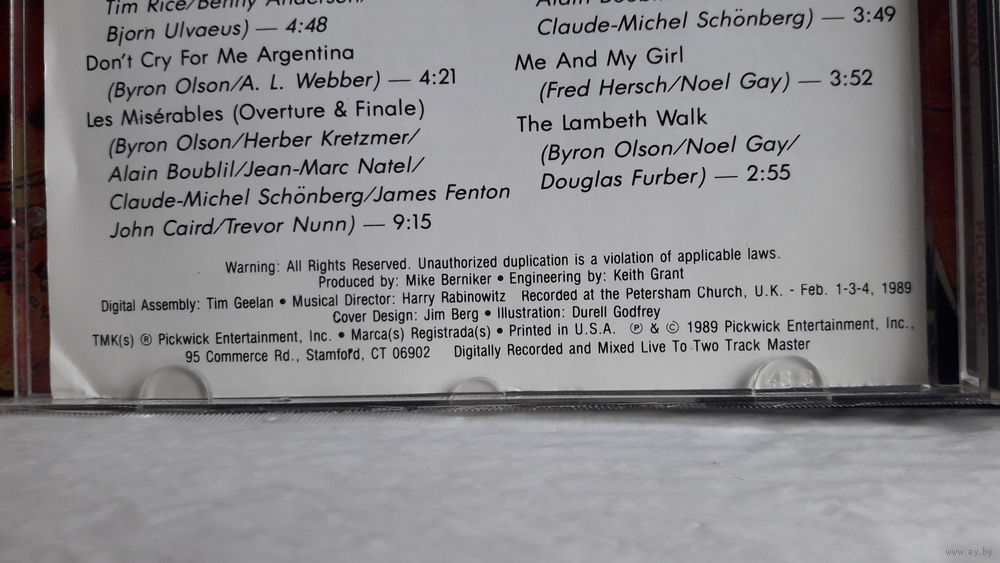 Tim Rice/Benny Anderson/
Bjorn Ulvaeus) — 4:48
Don't Cry For Me Argentina
(Byron Olson/A. L. Webber) — 4:21
Les Misérables (Overture & Finale)
(Byron Olson/Herber Kretzmer/
Alain Boublil/Jean-Marc Natel/
Claude-Michel Schönberg/James Fenton
John Caird/Trevor Nunn) — 9:15
Claude-Michel Schönberg) — 3:49
Me And My Girl
(Fred Hersch/Noel Gay) — 3:52
The Lambeth Walk
(Byron Olson/Noel Gay/
Douglas Furber) — 2:55
Warning: All Rights Reserved. Unauthorized duplication is a violation of applicable laws.
Produced by: Mike Berniker • Engineering by: Keith Grant
Digital Assembly: Tim Geelan • Musical Director: Harry Rabinowitz Recorded at the Petersham Church, U.K. - Feb. 1-3-4, 1989
Cover Design: Jim Berg • Illustration: Durell Godfrey
TMK(s) ® Pickwick Entertainment, Inc. • Marca(s) Registrada(s) • Printed in U.S.A. ℗ & © 1989 Pickwick Entertainment, Inc.,
95 Commerce Rd., Stamford, CT 06902 Digitally Recorded and Mixed Live To Two Track Master
www.ay.by